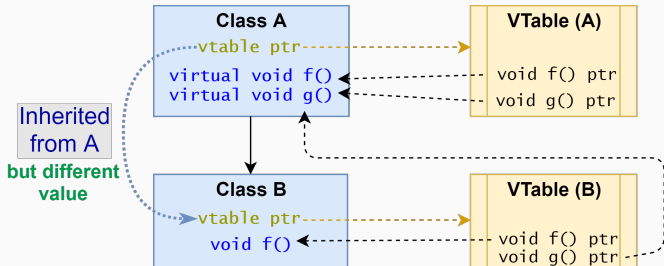 Class A
vtable ptr
virtual void f()
virtual void g()
VTable (A)
void f() ptr
void g() ptr
Inherited
from A
but different
value
Class B
vtable ptr
void f()
VTable (B)
void f() ptr
void g() ptr